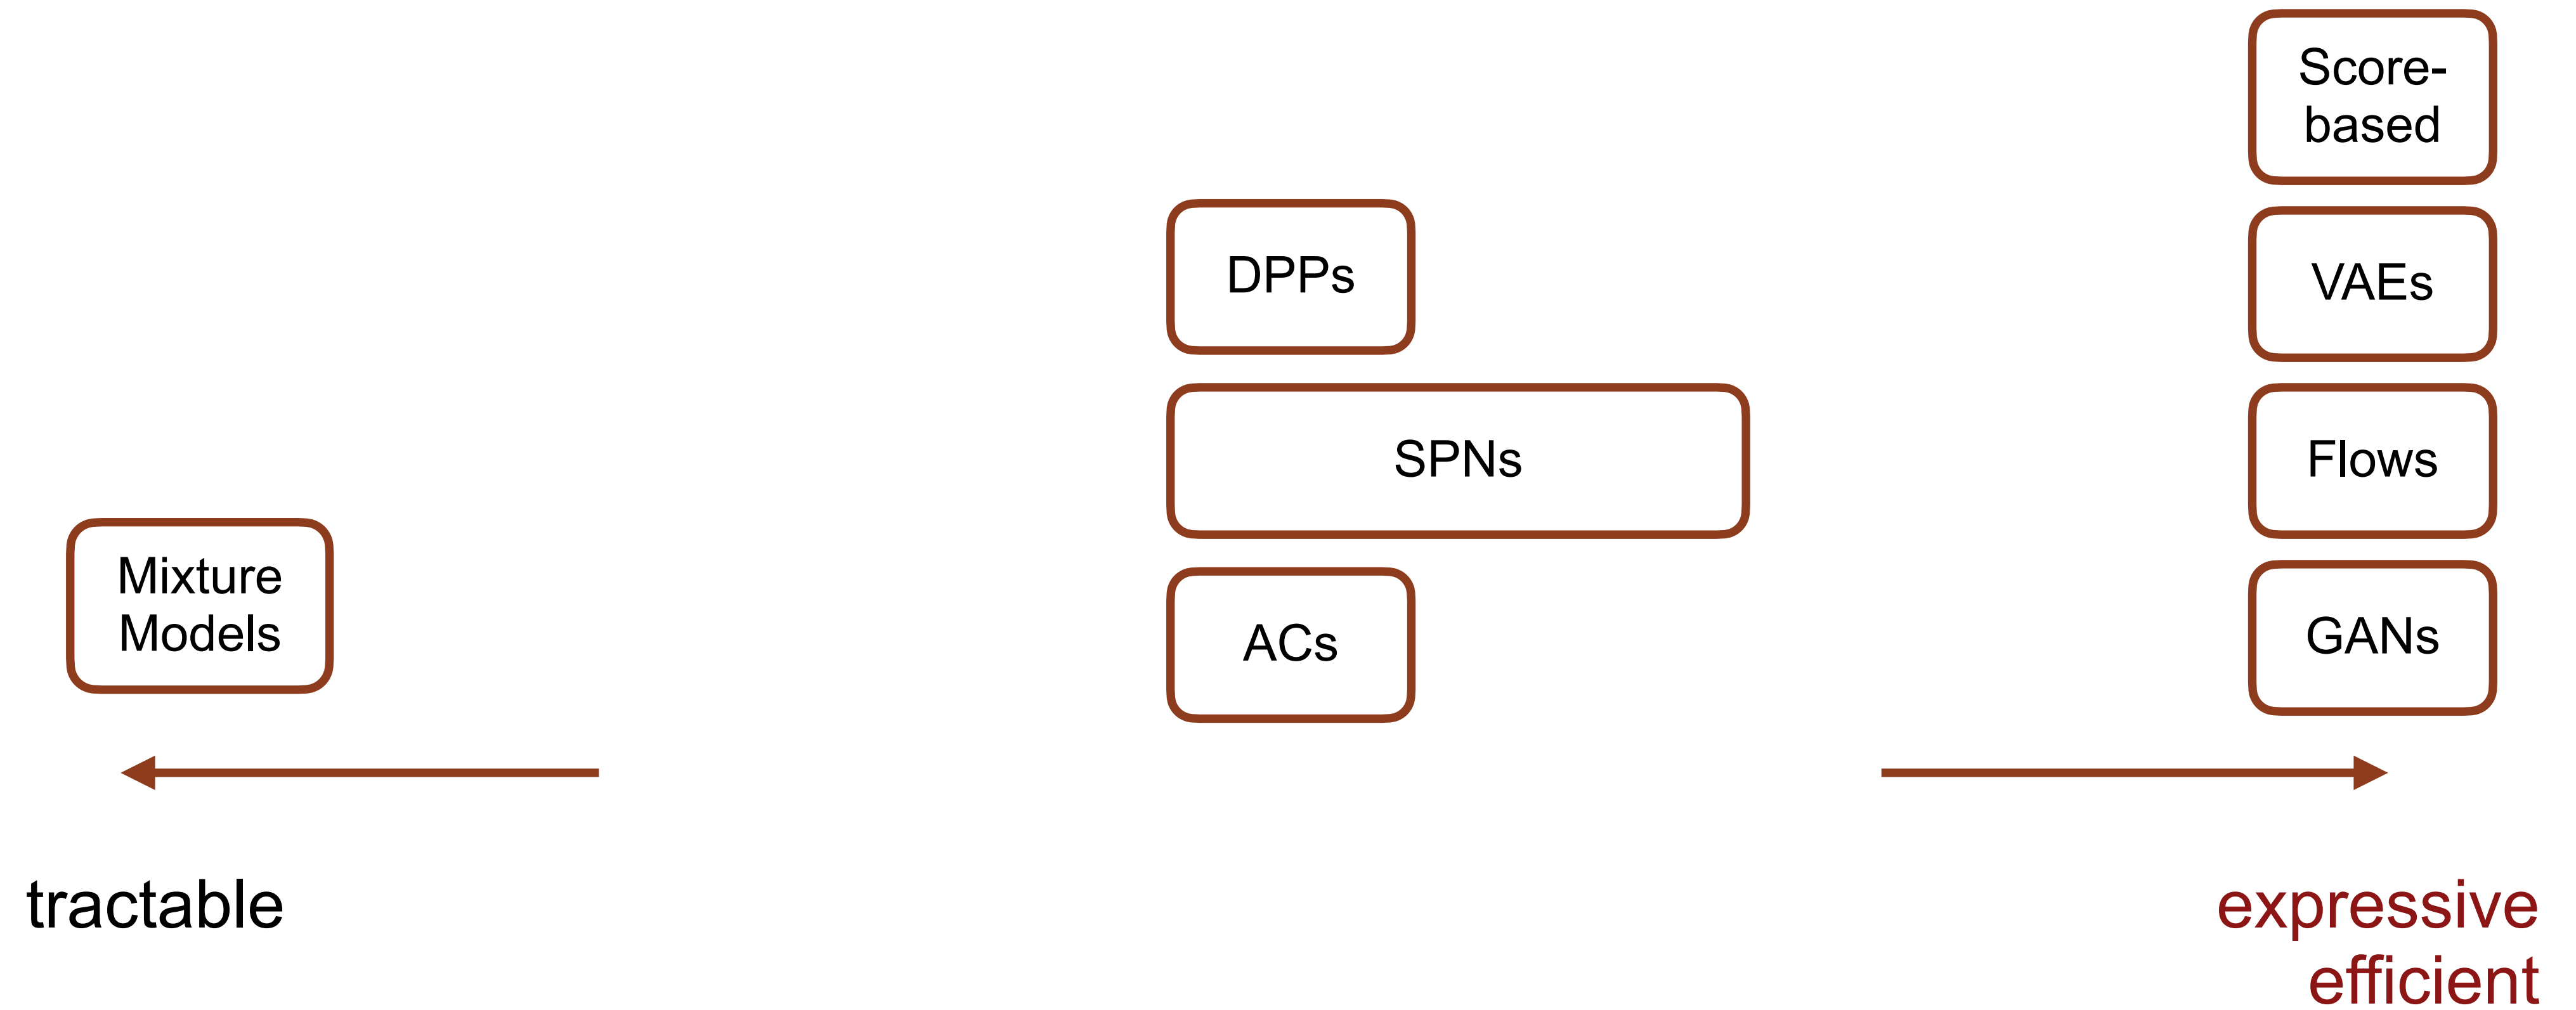 Score-
based
DPPs
VAEs
SPNs
Flows
Mixture
Models
ACs
GANs
tractable
expressive
efficient